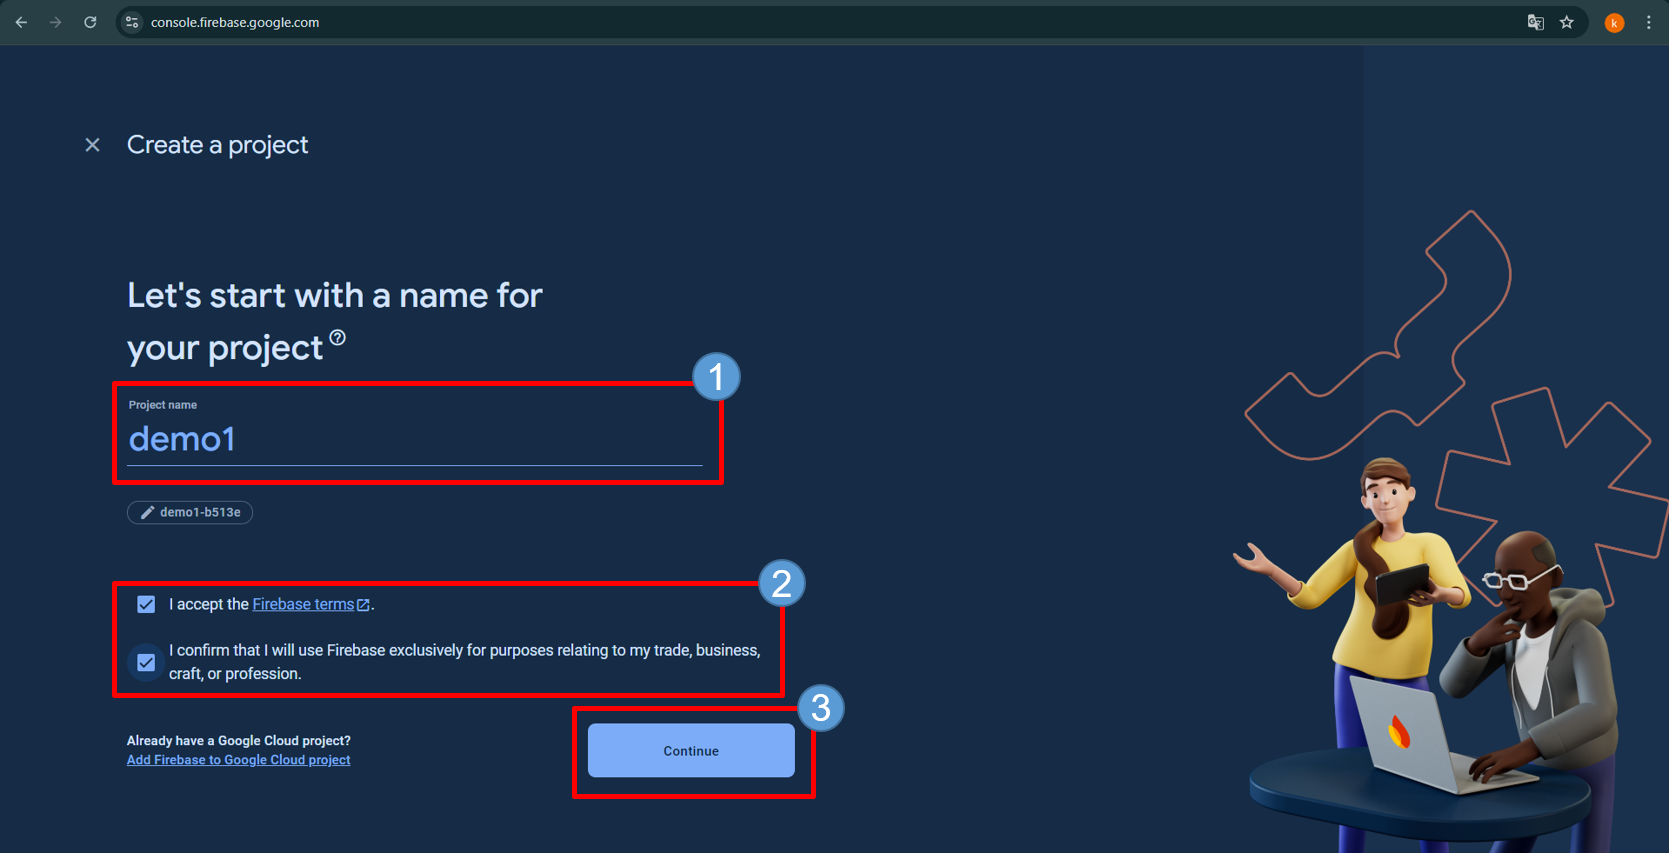 console.firebase.google.com
k
Create a project
Let's start with a name for
your project
1
Project name
demo1
demo1-b513e
2
I accept the Firebase terms.
I confirm that I will use Firebase exclusively for purposes relating to my trade, business,
craft, or profession.
3
Already have a Google Cloud project?
Add Firebase to Google Cloud project
Continue